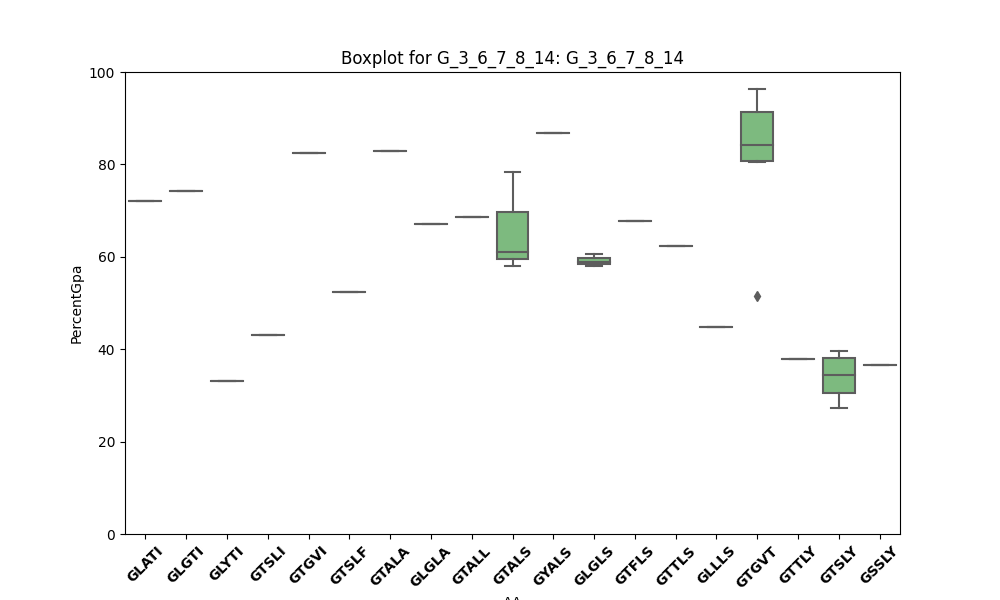 Boxplot for G_3_6_7_8_14: G_3_6_7_8_14
100
80
60
40
20
0
PercentGpa
GLATI GLGTI GLYTI GTSLI GTGVI GTSLF GTALA GLGLA GTALL GTALS GYALS GLGLS GTFLS GTTLS GLLLS GTGVT GTTLY GTSLY GSSLY